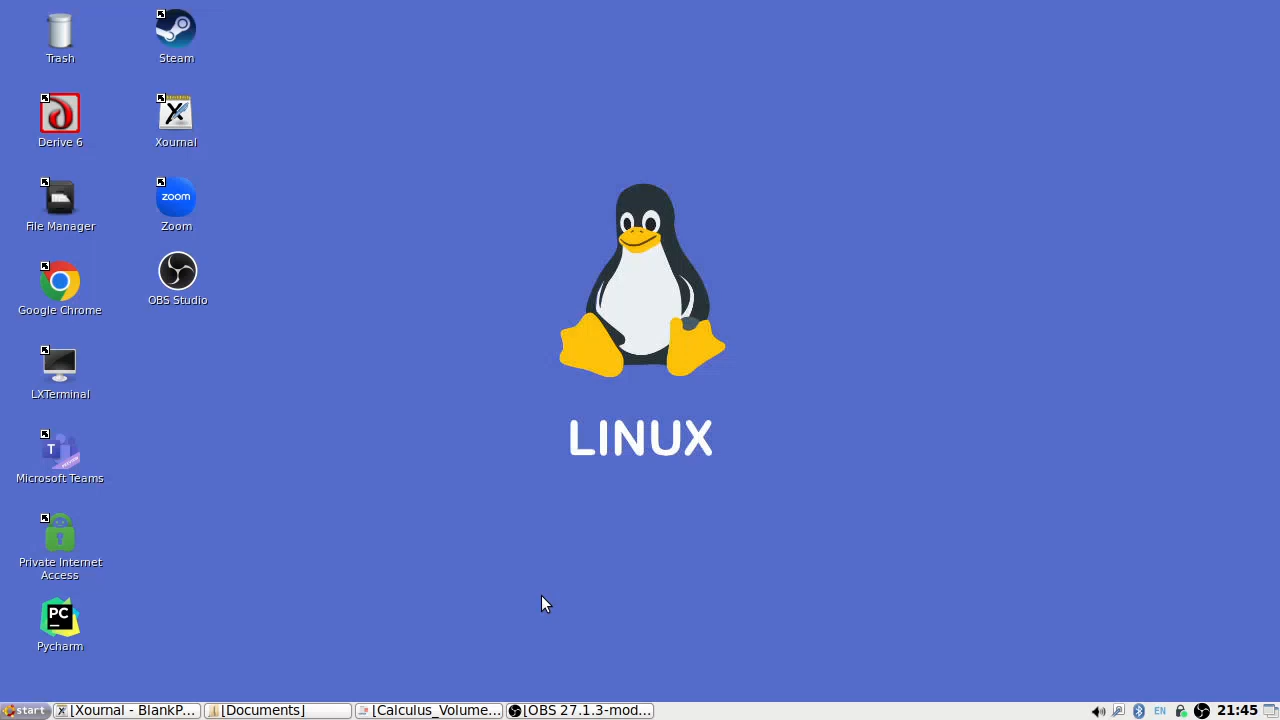 Trash
Steam
Derive 6
Xournal
File Manager
zoom
Zoom
Google Chrome
OBS Studio
LXTerminal
T
Microsoft Teams
Private Internet
Access
PC
Pycharm
LINUX
start
[Xournal - BlankP...
[Documents]
[Calculus_Volume...
[OBS 27.1.3-mod...
EN
21:45